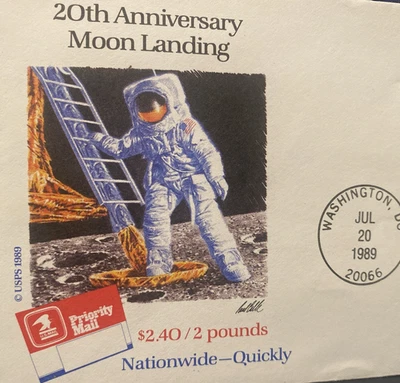 20th Anniversary
Moon Landing
© USPS 1989
WASHINGTON, DC
JUL
20
1989
20066
Priority
Mail
$2.40 / 2 pounds
Nationwide—Quickly